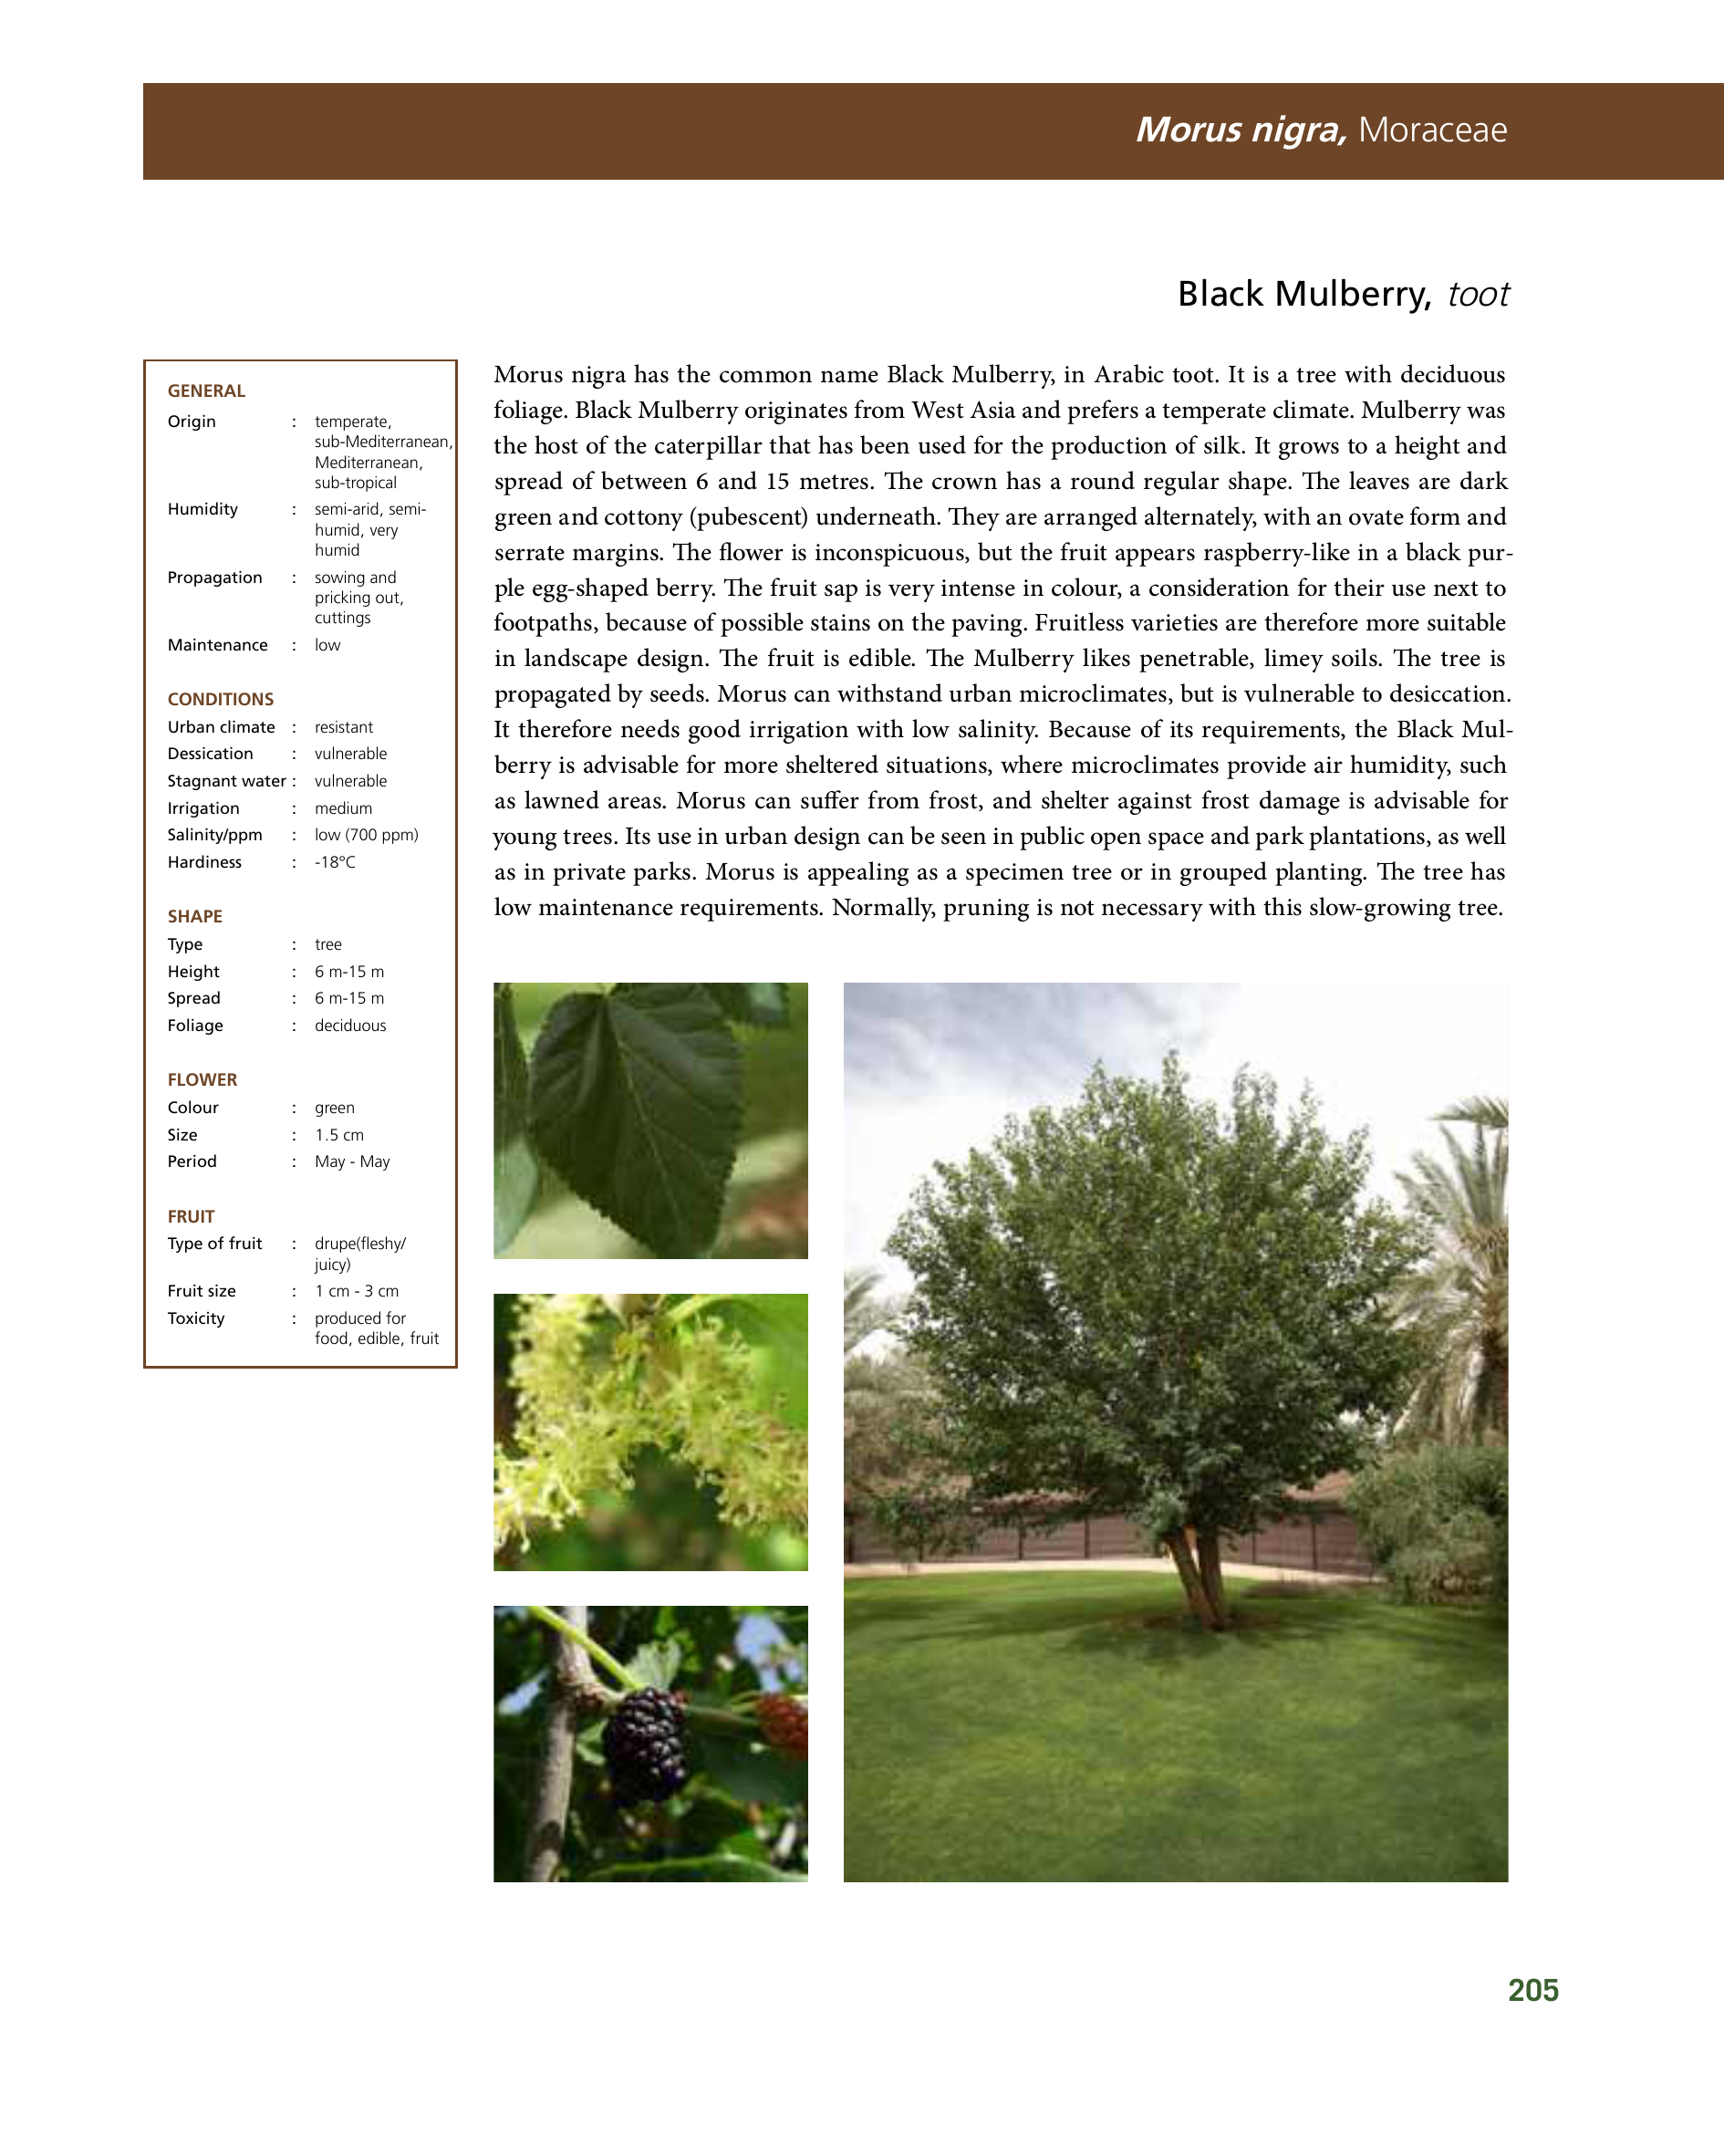 Morus nigra, Moraceae
Black Mulberry, toot
GENERAL
Origin : temperate,
sub-Mediterranean,
Mediterranean,
sub-tropical
Humidity : semi-arid, semi-
humid, very
humid
Propagation : sowing and
pricking out,
cuttings
Maintenance : low
CONDITIONS
Urban climate : resistant
Dessication : vulnerable
Stagnant water : vulnerable
Irrigation : medium
Salinity/ppm : low (700 ppm)
Hardiness : -18°C
SHAPE
Type : tree
Height : 6 m-15 m
Spread : 6 m-15 m
Foliage : deciduous
FLOWER
Colour : green
Size : 1.5 cm
Period : May - May
FRUIT
Type of fruit : drupe(fleshy/
juicy)
Fruit size : 1 cm - 3 cm
Toxicity : produced for
food, edible, fruit
Morus nigra has the common name Black Mulberry, in Arabic toot. It is a tree with deciduous
foliage. Black Mulberry originates from West Asia and prefers a temperate climate. Mulberry was
the host of the caterpillar that has been used for the production of silk. It grows to a height and
spread of between 6 and 15 metres. The crown has a round regular shape. The leaves are dark
green and cottony (pubescent) underneath. They are arranged alternately, with an ovate form and
serrate margins. The flower is inconspicuous, but the fruit appears raspberry-like in a black pur-
ple egg-shaped berry. The fruit sap is very intense in colour, a consideration for their use next to
footpaths, because of possible stains on the paving. Fruitless varieties are therefore more suitable
in landscape design. The fruit is edible. The Mulberry likes penetrable, limey soils. The tree is
propagated by seeds. Morus can withstand urban microclimates, but is vulnerable to desiccation.
It therefore needs good irrigation with low salinity. Because of its requirements, the Black Mul-
berry is advisable for more sheltered situations, where microclimates provide air humidity, such
as lawned areas. Morus can suffer from frost, and shelter against frost damage is advisable for
young trees. Its use in urban design can be seen in public open space and park plantations, as well
as in private parks. Morus is appealing as a specimen tree or in grouped planting. The tree has
low maintenance requirements. Normally, pruning is not necessary with this slow-growing tree.
205